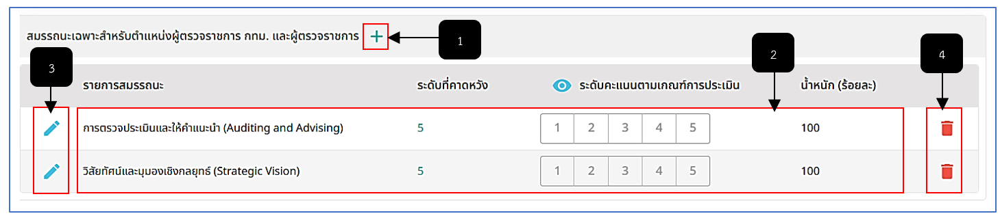 สมรรถนะเฉพาะสำหรับตำแหน่งผู้ตรวจราชการ กทม. และผู้ตรวจราชการ +
1
2
4
3
รายการสมรรถนะ ระดับที่คาดหวัง ระดับคะแนนตามเกณฑ์การประเมิน น้ำหนัก (ร้อยละ)
การตรวจประเมินและให้คำแนะนำ (Auditing and Advising) 5 1 2 3 4 5 100
วิสัยทัศน์และมุมองเชิงกลยุทธ์ (Strategic Vision) 5 1 2 3 4 5 100